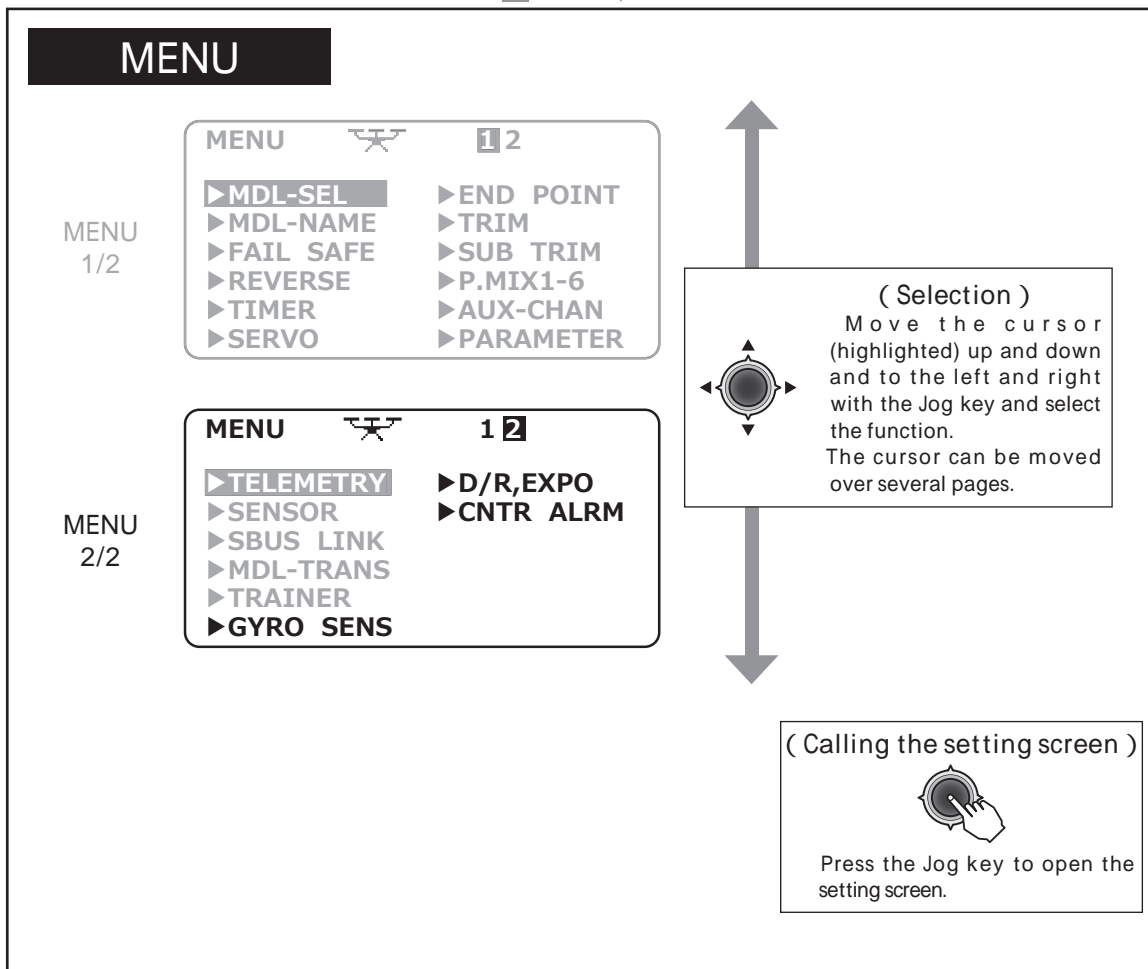 MENU
MENU 1 2
▶MDL-SEL ▶END POINT
▶MDL-NAME ▶TRIM
▶FAIL SAFE ▶SUB TRIM
▶REVERSE ▶P.MIX1-6
▶TIMER ▶AUX-CHAN
▶SERVO ▶PARAMETER
MENU
1/2
(Selection)
Move the cursor
(highlighted) up and down
and to the left and right
with the Jog key and select
the function.
The cursor can be moved
over several pages.
MENU 1 2
▶TELEMETRY ▶D/R,EXPO
▶SENSOR ▶CNTR ALRM
▶SBUS LINK
▶MDL-TRANS
▶TRAINER
▶GYRO SENS
MENU
2/2
(Calling the setting screen)
Press the Jog key to open the
setting screen.